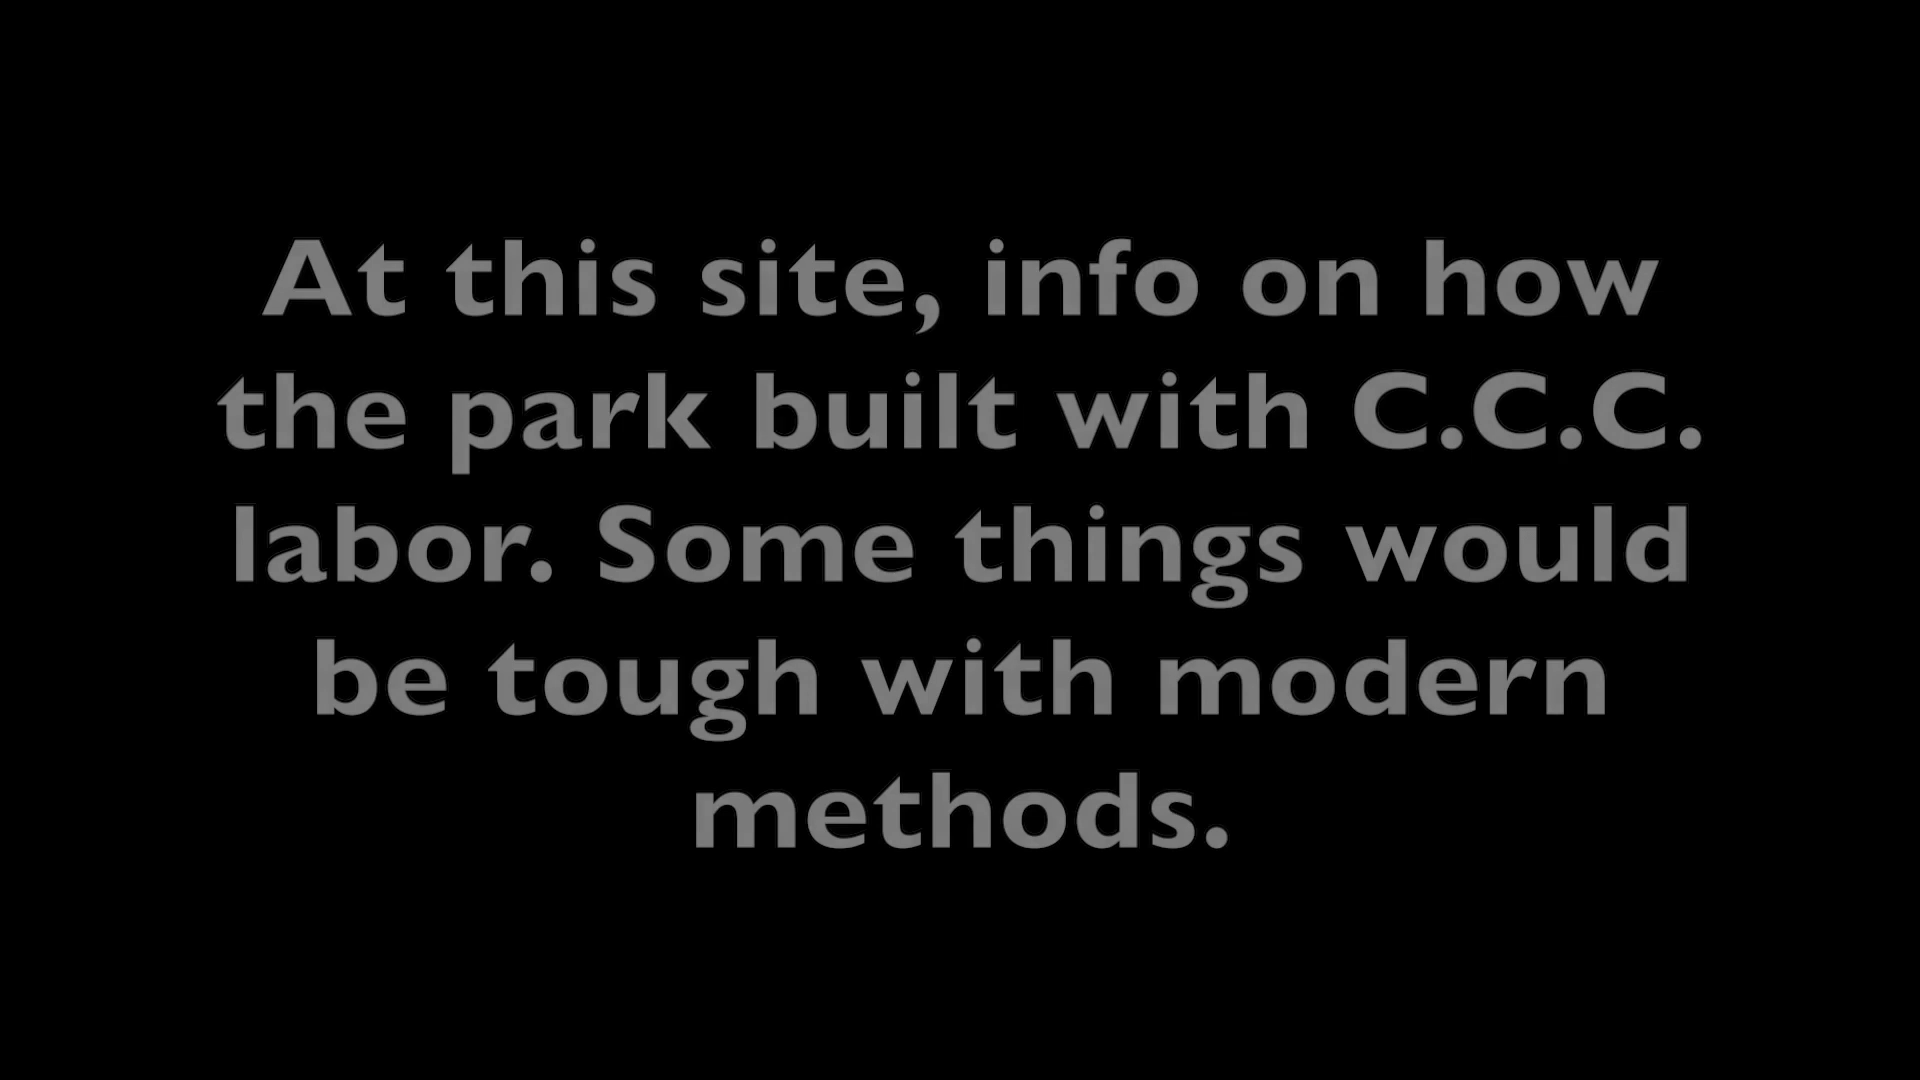 At this site, info on how
the park built with C.C.C.
labor. Some things would
be tough with modern
methods.